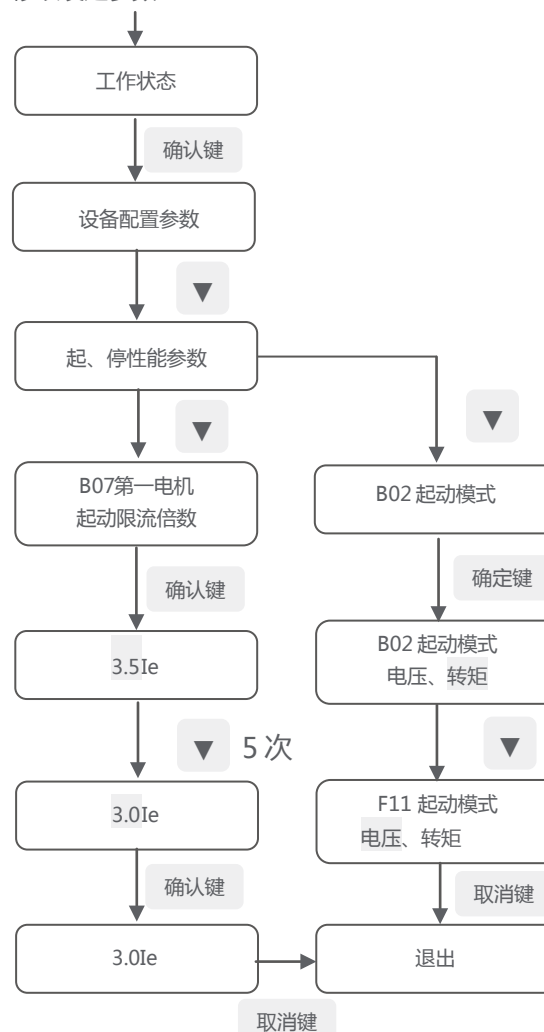 工作状态
确认键
设备配置参数
▼
起、停性能参数
▼
▼
B07第一电机
起动限流倍数
B02 起动模式
确认键
确定键
3.5Ie
B02 起动模式
电压、转矩
▼ 5 次
▼
3.0Ie
F11 起动模式
电压、转矩
确认键
取消键
3.0Ie
退出
取消键